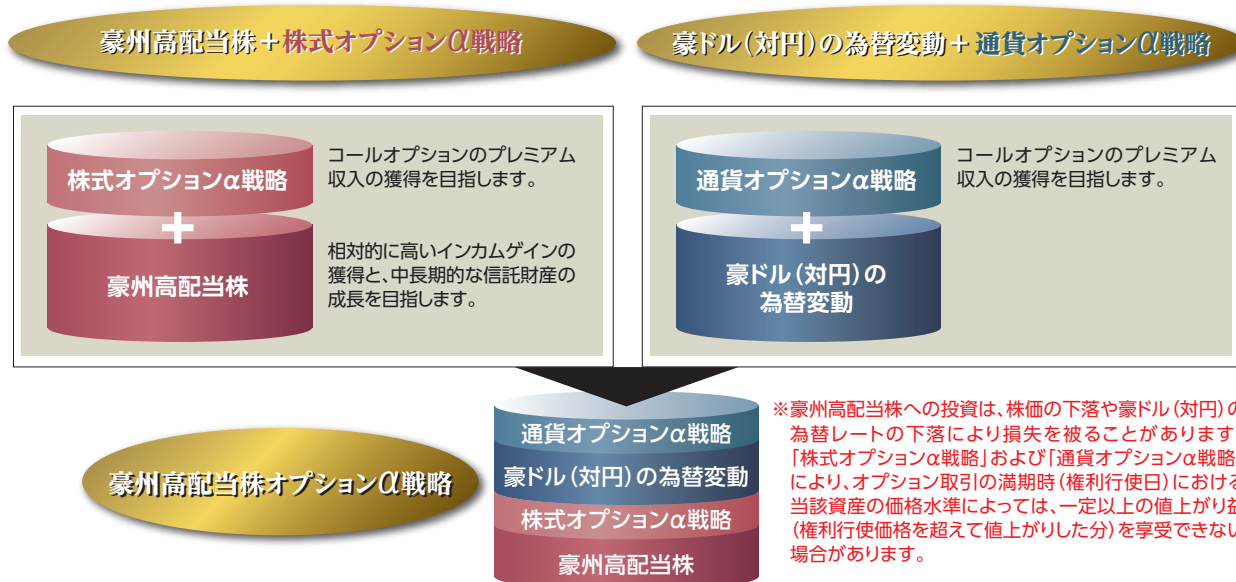 豪州高配当株+株式オプションα戦略
豪ドル(対円)の為替変動+通貨オプションα戦略
株式オプションα戦略
+
豪州高配当株
コールオプションのプレミアム
収入の獲得を目指します。
相対的に高いインカムゲインの
獲得と、中長期的な信託財産の
成長を目指します。
通貨オプションα戦略
+
豪ドル(対円)の
為替変動
コールオプションのプレミアム
収入の獲得を目指します。
豪州高配当株オプションα戦略
通貨オプションα戦略
豪ドル(対円)の為替変動
株式オプションα戦略
豪州高配当株
※豪州高配当株への投資は、株価の下落や豪ドル(対円)の
為替レートの下落により損失を被ることがあります
「株式オプションα戦略」および「通貨オプションα戦略
により、オプション取引の満期時(権利行使日)における
当該資産の価格水準によっては、一定以上の値上がり益
(権利行使価格を超えて値上がりした分)を享受できない
場合があります。